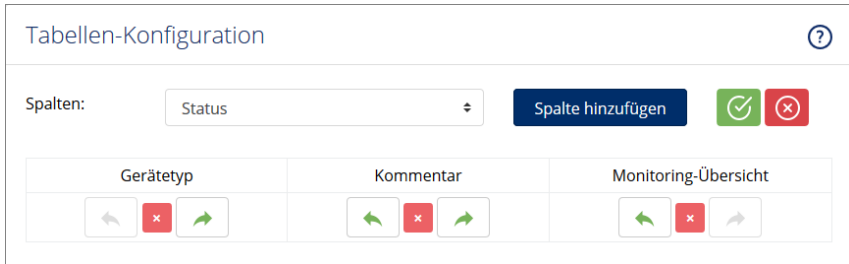 Tabellen-Konfiguration
Spalten:
Status
Spalte hinzufügen
Gerätetyp
Kommentar
Monitoring-Übersicht